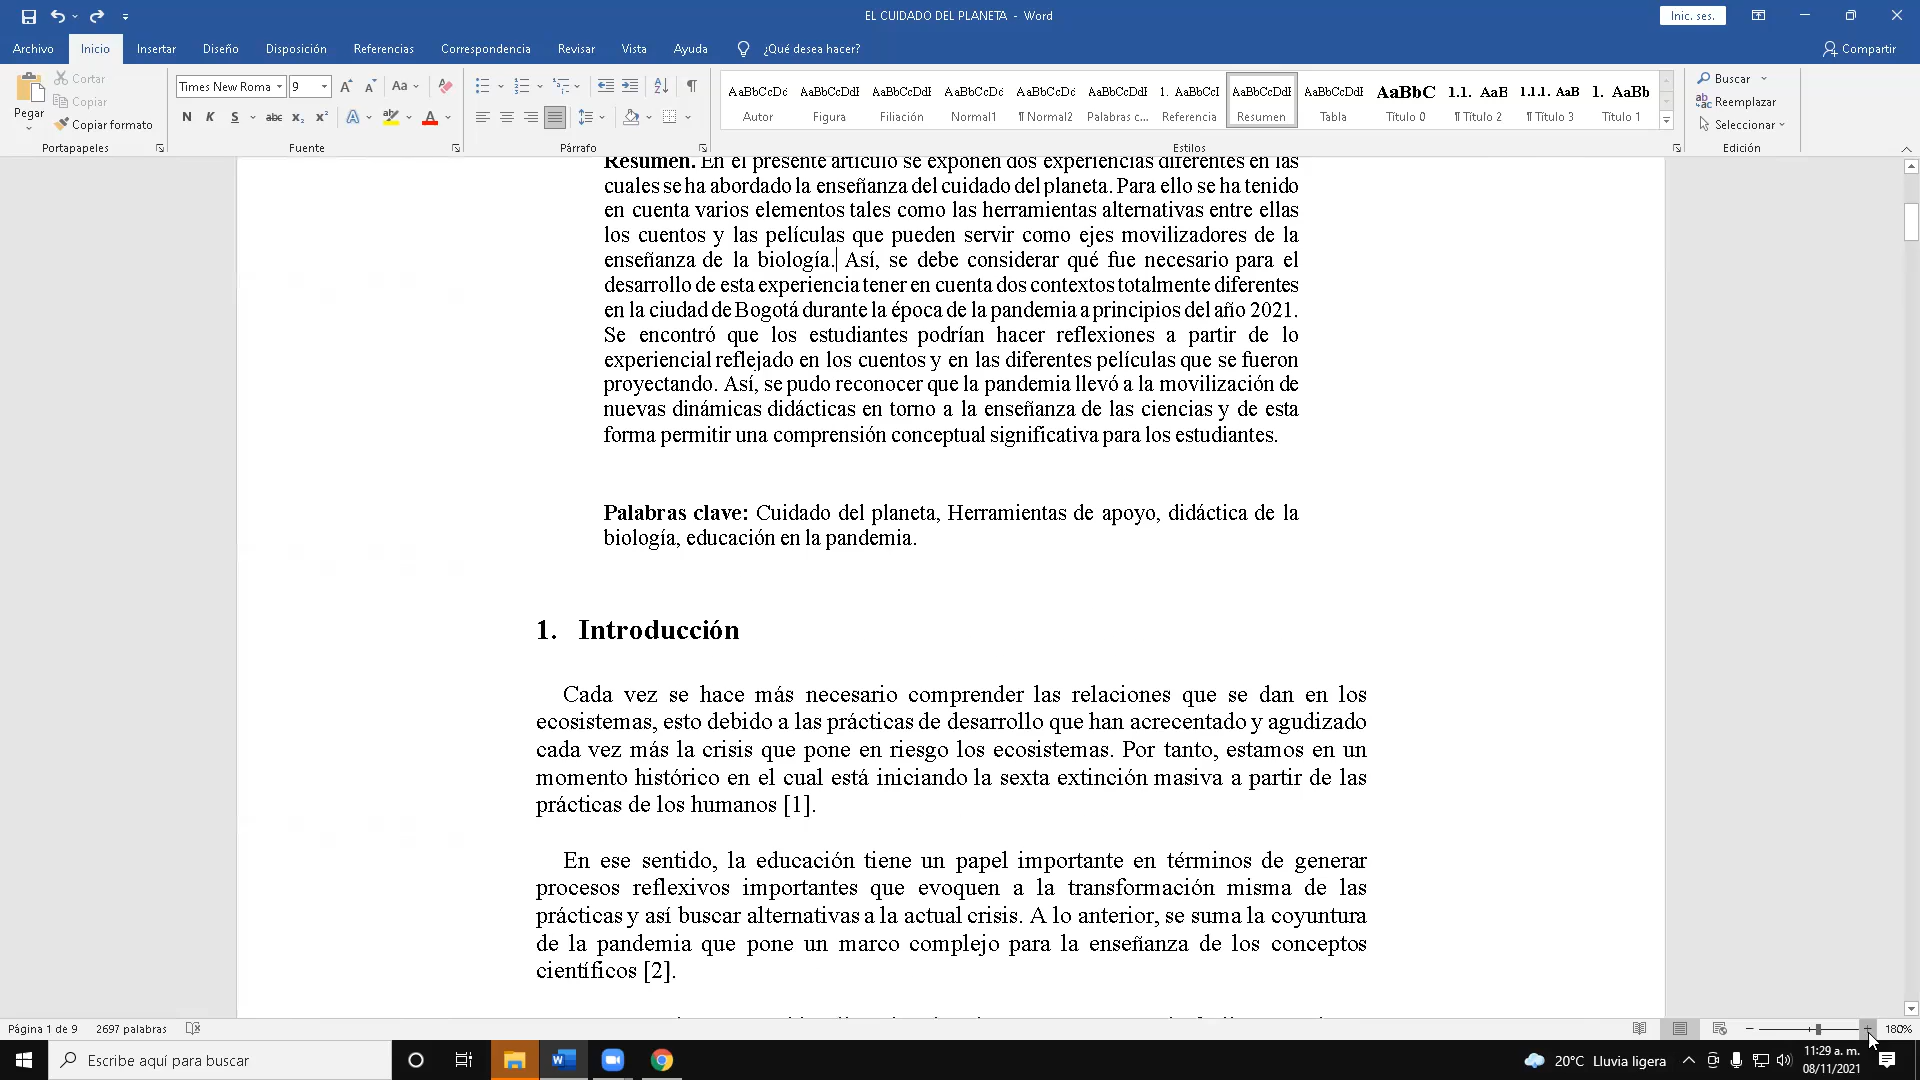 EL CUIDADO DEL PLANETA - Word
Inic. ses.
Archivo Inicio Insertar Diseño Disposición Referencias Correspondencia Revisar Vista Ayuda ¿Qué desea hacer? Compartir
Pegar
Cortar
Copiar
Copiar formato
Portapapeles
Times New Roma 9
Aa
N K S abc x₂ x²
Fuente
Párrafo
AaBbCcDc AaBbCcDdI AaBbCcDdI AaBbCcDc AaBbCcDc AaBbCcDdI 1. AaBbCcI AaBbCcDdI AaBbCcDdI AaBbC 1.1. AaB 1.1.1. AaB 1. AaBb
Autor Figura Filiación Normal1 ¶ Normal2 Palabras c... Referencia Resumen Tabla Título 0 ¶ Título 2 ¶ Título 3 Título 1
Estilos
Buscar
Reemplazar
Seleccionar
Edición
Resumen. En el presente artículo se exponen dos experiencias diferentes en las
cuales se ha abordado la enseñanza del cuidado del planeta. Para ello se ha tenido
en cuenta varios elementos tales como las herramientas alternativas entre ellas
los cuentos y las películas que pueden servir como ejes movilizadores de la
enseñanza de la biología. Así, se debe considerar qué fue necesario para el
desarrollo de esta experiencia tener en cuenta dos contextos totalmente diferentes
en la ciudad de Bogotá durante la época de la pandemia a principios del año 2021.
Se encontró que los estudiantes podrían hacer reflexiones a partir de lo
experiencial reflejado en los cuentos y en las diferentes películas que se fueron
proyectando. Así, se pudo reconocer que la pandemia llevó a la movilización de
nuevas dinámicas didácticas en torno a la enseñanza de las ciencias y de esta
forma permitir una comprensión conceptual significativa para los estudiantes.
Palabras clave: Cuidado del planeta, Herramientas de apoyo, didáctica de la
biología, educación en la pandemia.
1. Introducción
Cada vez se hace más necesario comprender las relaciones que se dan en los
ecosistemas, esto debido a las prácticas de desarrollo que han acrecentado y agudizado
cada vez más la crisis que pone en riesgo los ecosistemas. Por tanto, estamos en un
momento histórico en el cual está iniciando la sexta extinción masiva a partir de las
prácticas de los humanos [1].
En ese sentido, la educación tiene un papel importante en términos de generar
procesos reflexivos importantes que evoquen a la transformación misma de las
prácticas y así buscar alternativas a la actual crisis. A lo anterior, se suma la coyuntura
de la pandemia que pone un marco complejo para la enseñanza de los conceptos
científicos [2].
Página 1 de 9 2697 palabras 180%
Escribe aquí para buscar
20°C Lluvia ligera
11:29 a. m.
08/11/2021